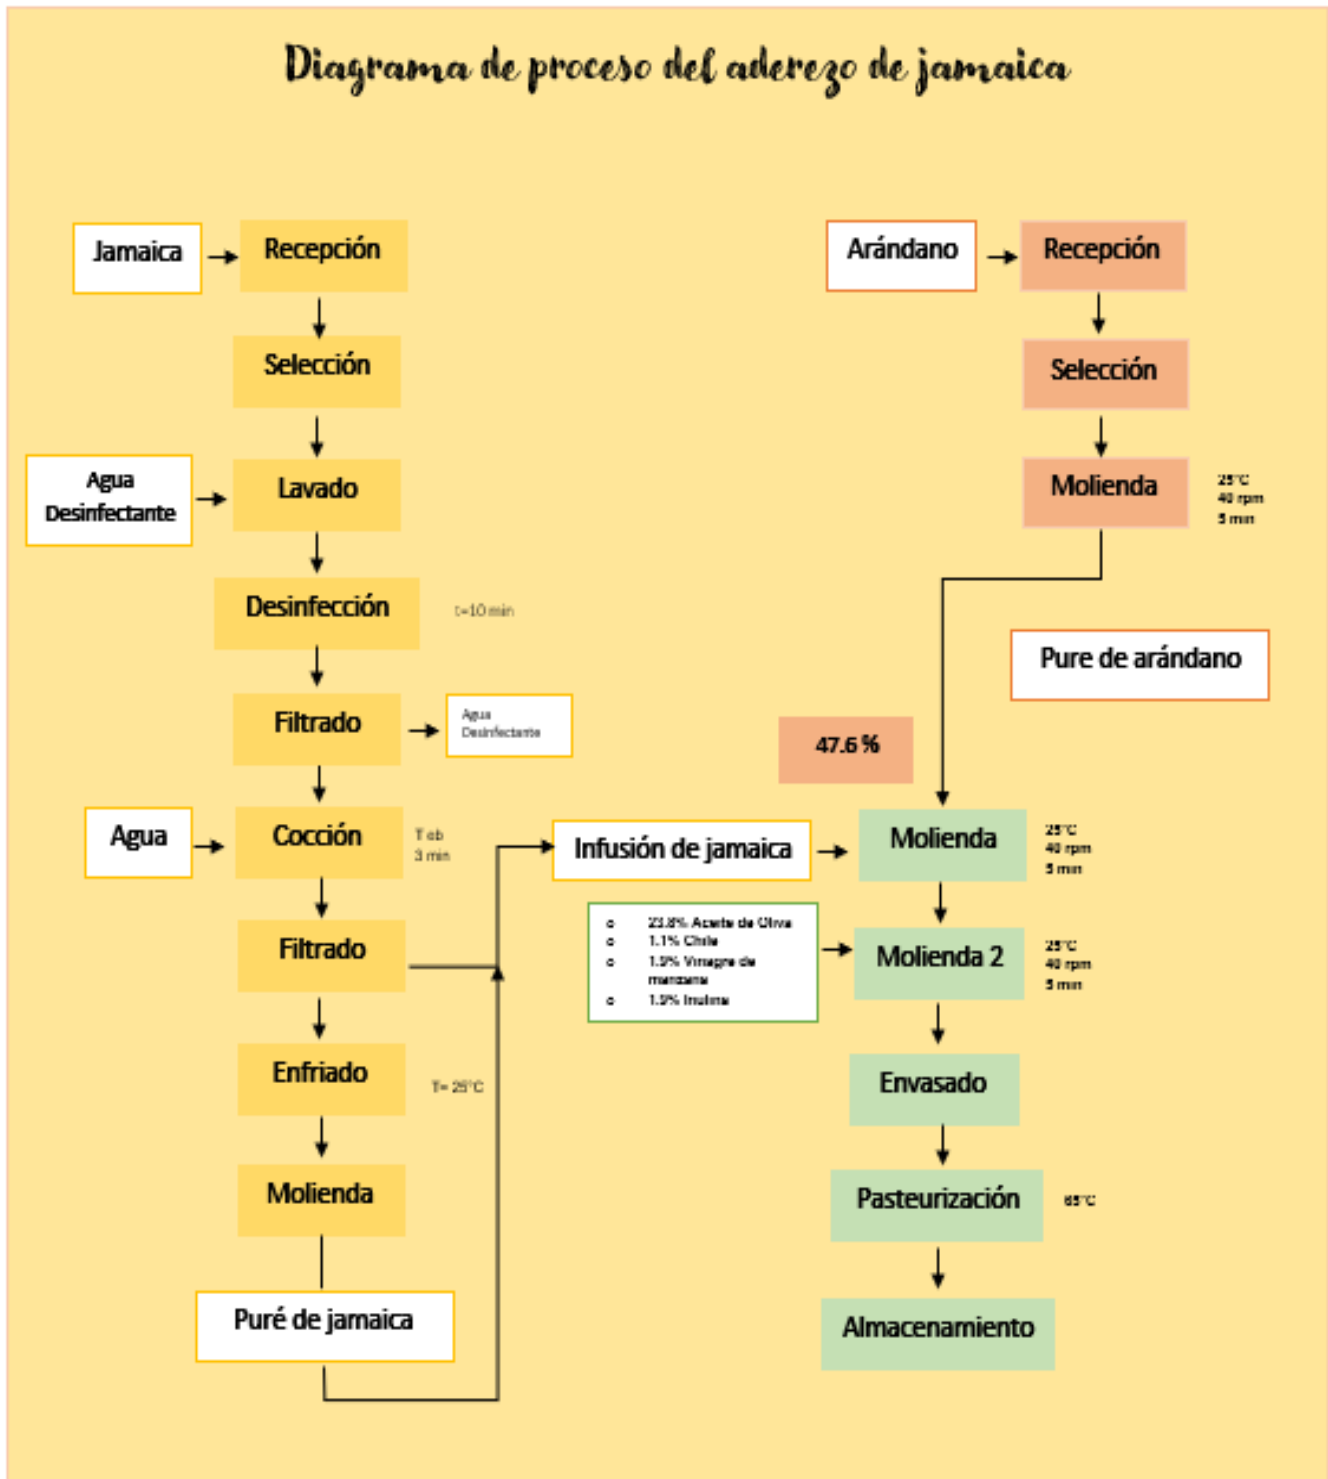 Diagrama de proceso del aderezo de jamaica
Jamaica
Recepción
Selección
Agua
Desinfectante
Lavado
Desinfección
t=10 min
Filtrado
Agua
Desinfectante
Agua
Cocción
T eb
3 min
Filtrado
Enfriado
T= 25°C
Molienda
Puré de jamaica
Arándano
Recepción
Selección
Molienda
25°C
40 rpm
5 min
Pure de arándano
47.6 %
Infusión de jamaica
Molienda
25°C
40 rpm
5 min
o 23.8% Aceite de Oliva
o 1.1% Chile
o 1.9% Vinagre de
manzana
o 1.9% Inulina
Molienda 2
25°C
40 rpm
5 min
Envasado
Pasteurización
65°C
Almacenamiento